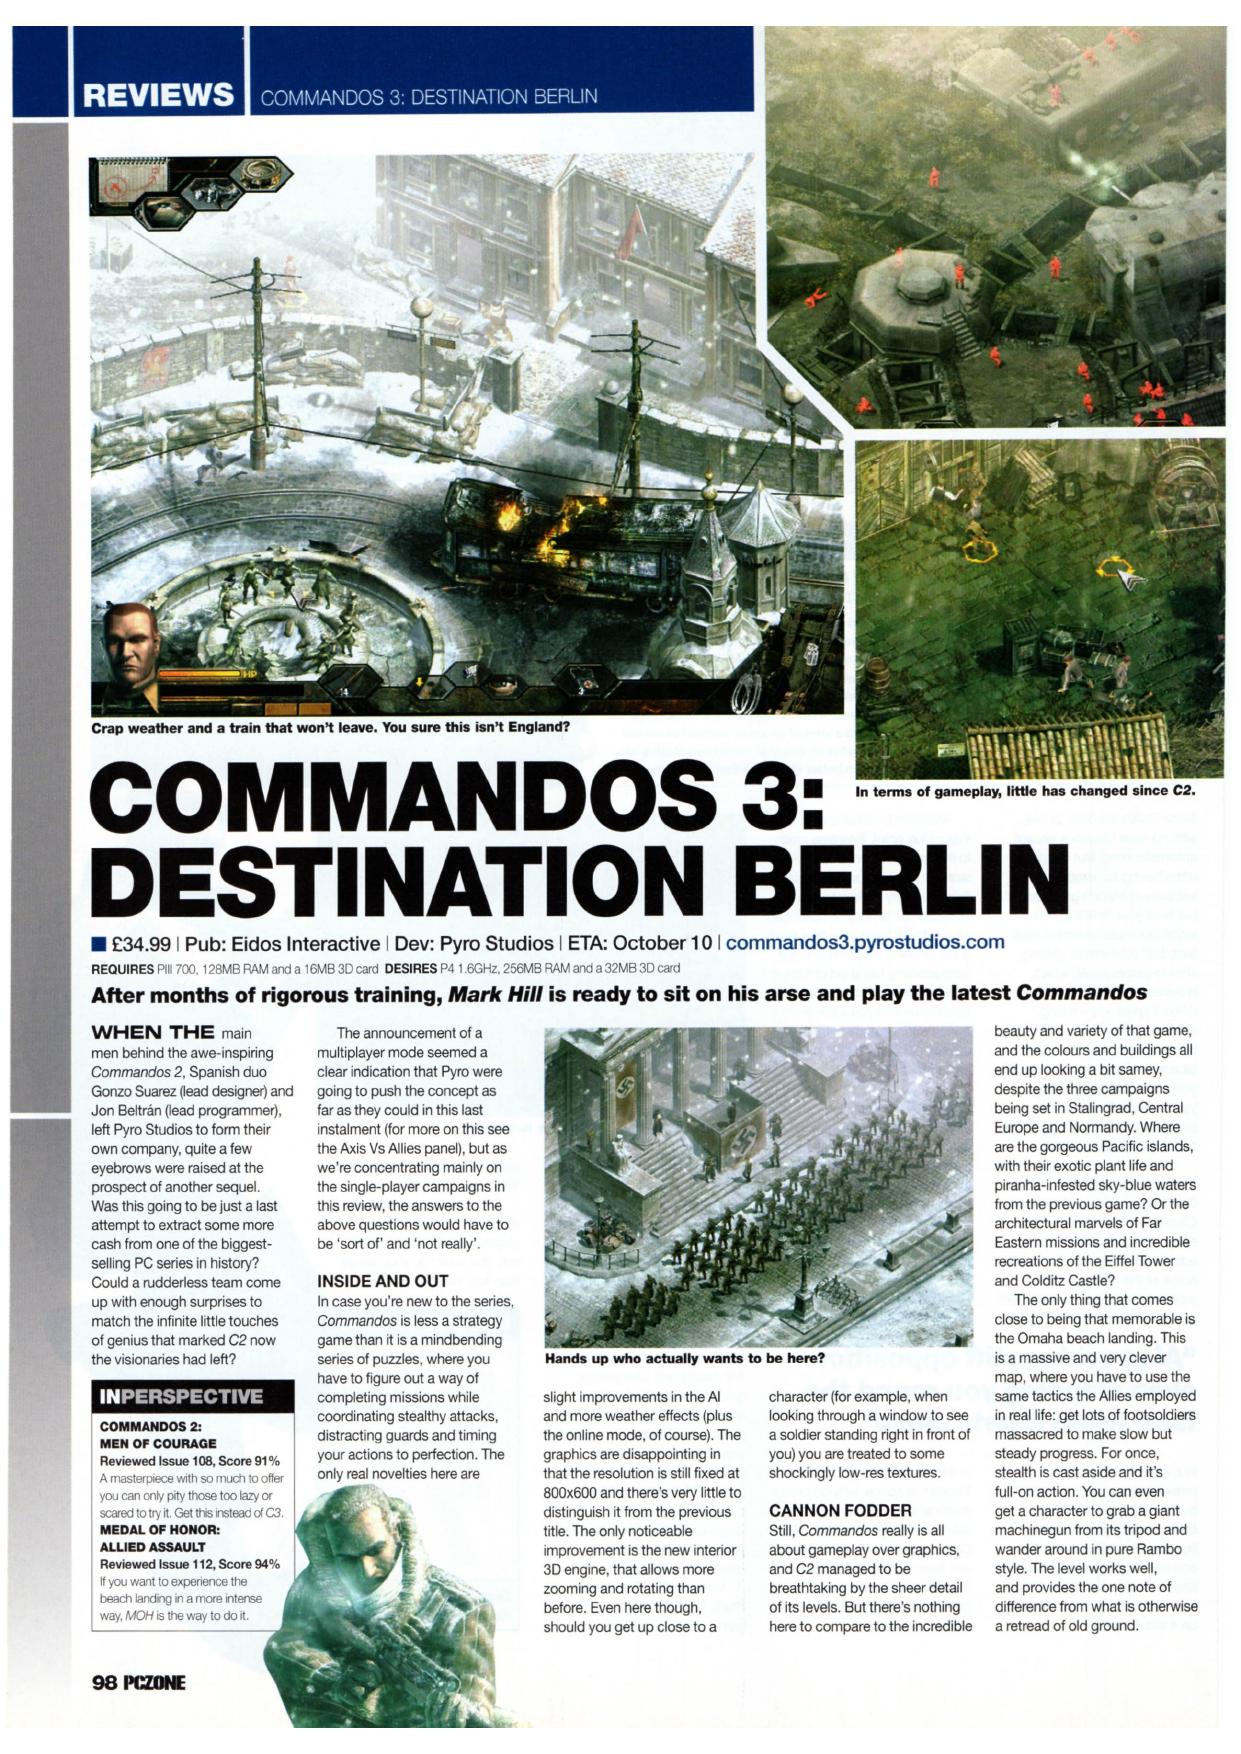 REVIEWS
COMMANDOS 3: DESTINATION BERLIN
HP
14
3
Crap weather and a train that won't leave. You sure this isn't England?
In terms of gameplay, little has changed since C2.
COMMANDOS 3:
DESTINATION BERLIN
£34.99 | Pub: Eidos Interactive | Dev: Pyro Studios | ETA: October 10 | commandos3.pyrostudios.com
REQUIRES PIII 700, 128MB RAM and a 16MB 3D card DESIRES P4 1.6GHz, 256MB RAM and a 32MB 3D card
After months of rigorous training, Mark Hill is ready to sit on his arse and play the latest Commandos
WHEN THE main
men behind the awe-inspiring
Commandos 2, Spanish duo
Gonzo Suarez (lead designer) and
Jon Beltrán (lead programmer),
left Pyro Studios to form their
own company, quite a few
eyebrows were raised at the
prospect of another sequel.
Was this going to be just a last
attempt to extract some more
cash from one of the biggest-
selling PC series in history?
Could a rudderless team come
up with enough surprises to
match the infinite little touches
of genius that marked C2 now
the visionaries had left?
INPERSPECTIVE
COMMANDOS 2:
MEN OF COURAGE
Reviewed Issue 108, Score 91%
A masterpiece with so much to offer
you can only pity those too lazy or
scared to try it. Get this instead of C3.
MEDAL OF HONOR:
ALLIED ASSAULT
Reviewed Issue 112, Score 94%
If you want to experience the
beach landing in a more intense
way, MOH is the way to do it.
The announcement of a
multiplayer mode seemed a
clear indication that Pyro were
going to push the concept as
far as they could in this last
instalment (for more on this see
the Axis Vs Allies panel), but as
we're concentrating mainly on
the single-player campaigns in
this review, the answers to the
above questions would have to
be 'sort of' and 'not really'.
INSIDE AND OUT
In case you're new to the series,
Commandos is less a strategy
game than it is a mindbending
series of puzzles, where you
have to figure out a way of
completing missions while
coordinating stealthy attacks,
distracting guards and timing
your actions to perfection. The
only real novelties here are
Hands up who actually wants to be here?
slight improvements in the AI
and more weather effects (plus
the online mode, of course). The
graphics are disappointing in
that the resolution is still fixed at
800x600 and there's very little to
distinguish it from the previous
title. The only noticeable
improvement is the new interior
3D engine, that allows more
zooming and rotating than
before. Even here though,
should you get up close to a
character (for example, when
looking through a window to see
a soldier standing right in front of
you) you are treated to some
shockingly low-res textures.
CANNON FODDER
Still, Commandos really is all
about gameplay over graphics,
and C2 managed to be
breathtaking by the sheer detail
of its levels. But there's nothing
here to compare to the incredible
beauty and variety of that game,
and the colours and buildings all
end up looking a bit samey,
despite the three campaigns
being set in Stalingrad, Central
Europe and Normandy. Where
are the gorgeous Pacific islands,
with their exotic plant life and
piranha-infested sky-blue waters
from the previous game? Or the
architectural marvels of Far
Eastern missions and incredible
recreations of the Eiffel Tower
and Colditz Castle?
The only thing that comes
close to being that memorable is
the Omaha beach landing. This
is a massive and very clever
map, where you have to use the
same tactics the Allies employed
in real life: get lots of footsoldiers
massacred to make slow but
steady progress. For once,
stealth is cast aside and it's
full-on action. You can even
get a character to grab a giant
machinegun from its tripod and
wander around in pure Rambo
style. The level works well,
and provides the one note of
difference from what is otherwise
a retread of old ground.
98 PCZONE